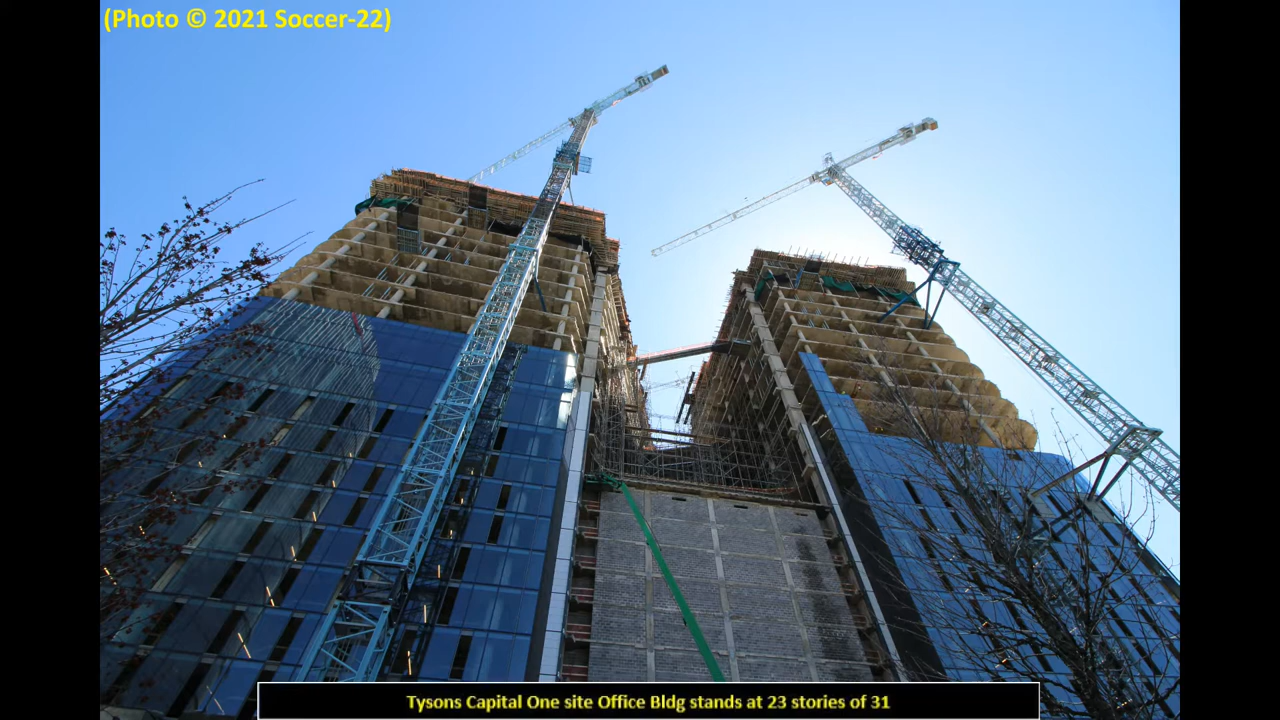 (Photo © 2021 Soccer-22)
Tysons Capital One site Office Bldg stands at 23 stories of 31